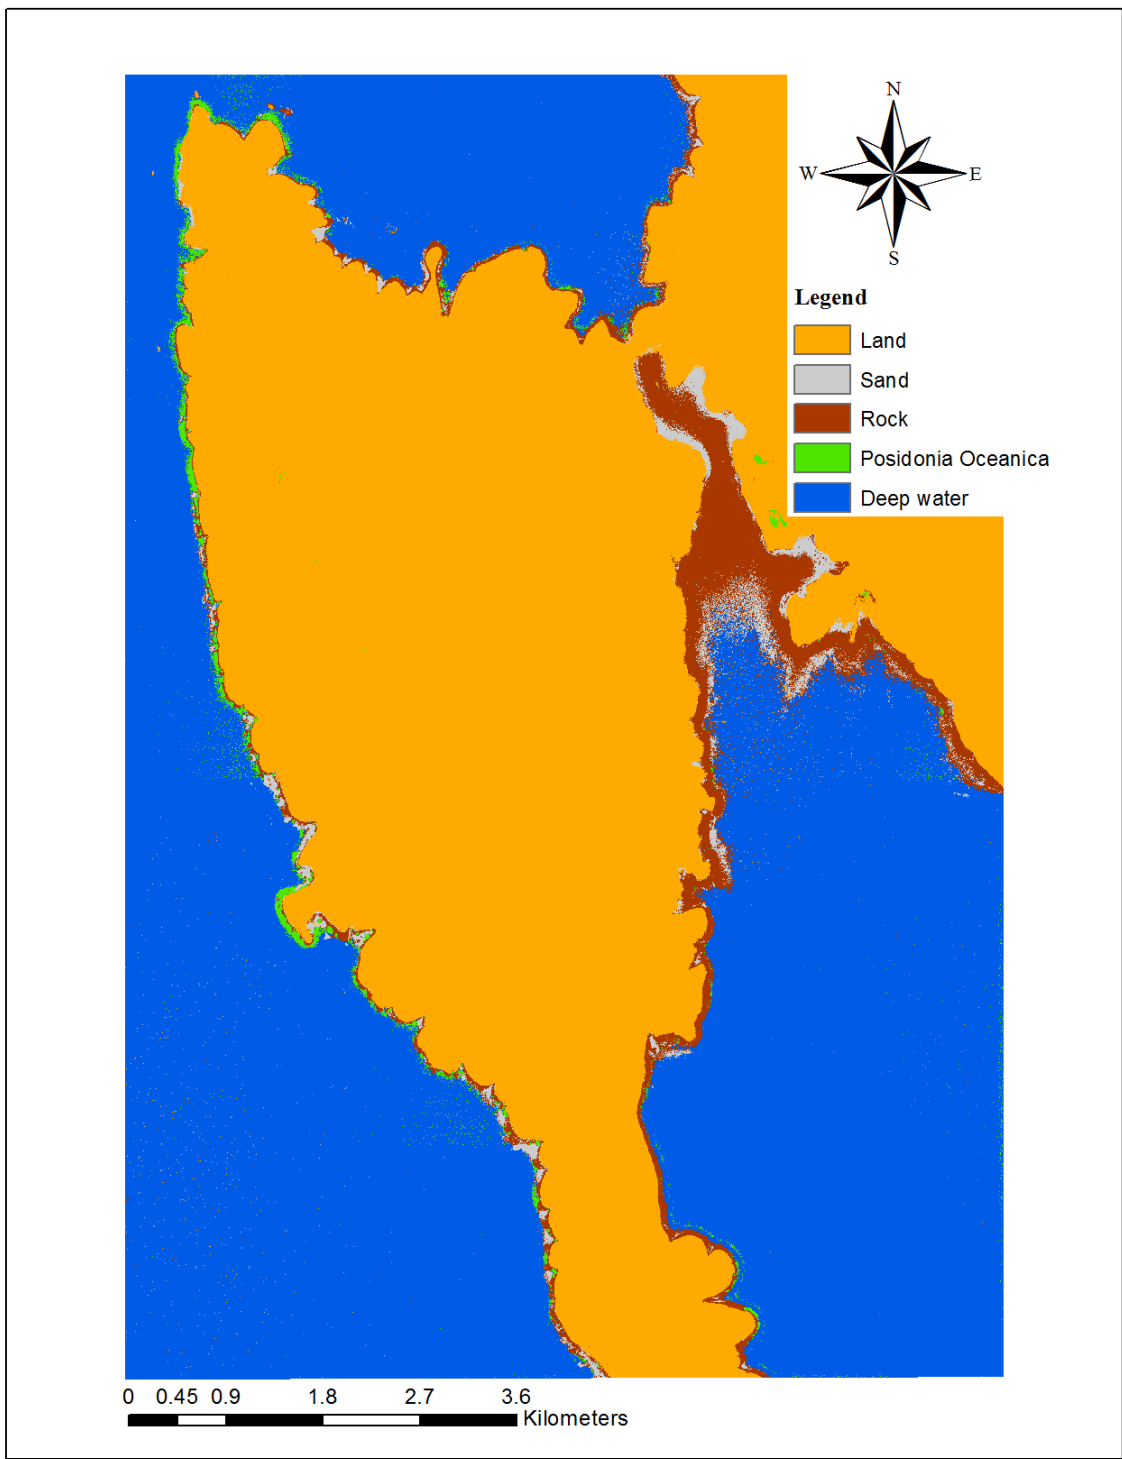 N
W E
S
Legend
Land
Sand
Rock
Posidonia Oceanica
Deep water
0 0.45 0.9 1.8 2.7 3.6
Kilometers